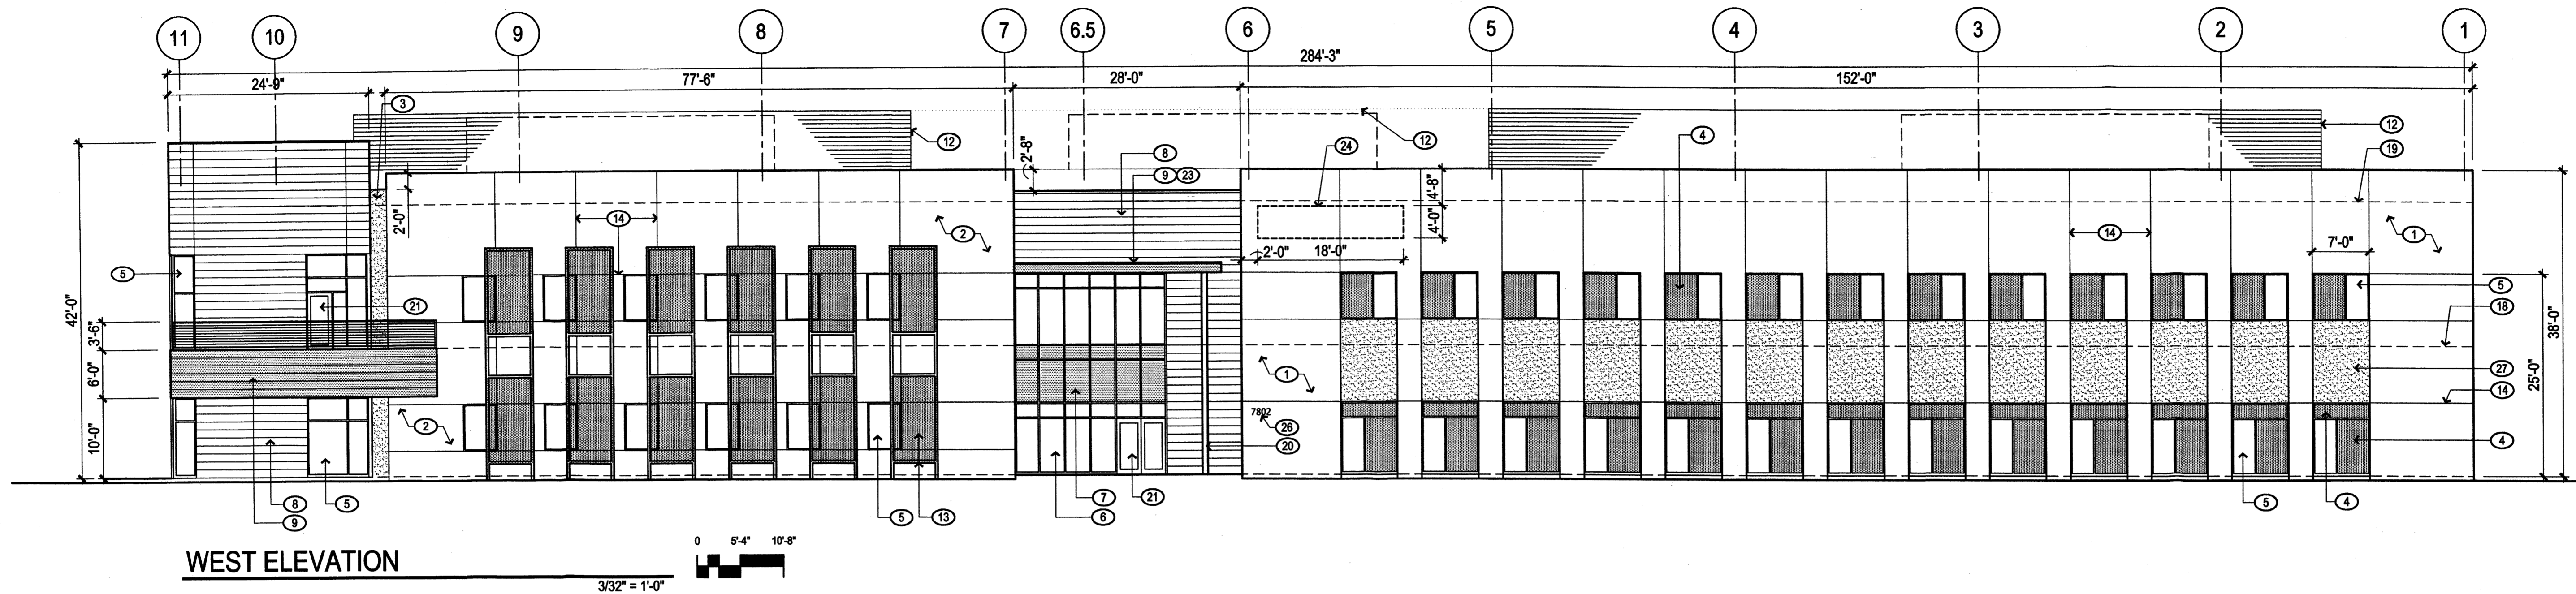 11 10 9 8 7 6.5 6 5 4 3 2 1
284'-3"
24'-9" 77'-6" 28'-0" 152'-0"
3
12 2'-8" 8 24 12 4 12
9 23 19
4'-8"
2'-0" 14 2 4'-0" 14 1
2'-0" 18'-0" 7'-0"
5 5
21 18
42'-0" 3'-6" 38'-0"
6'-0" 1 27 25'-0"
14
7802
2 26
10'-0" 20 4
8 5 7 21 5 4
9 5 13 6
WEST ELEVATION
0 5'-4" 10'-8"
3/32" = 1'-0"